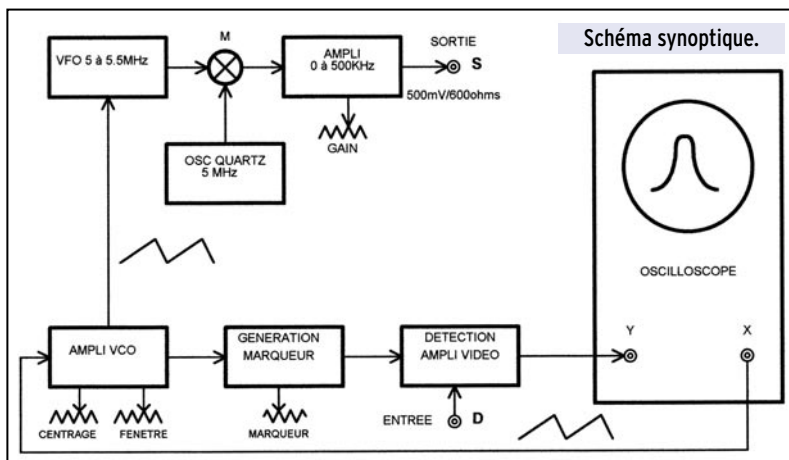 Schéma synoptique.
M
VFO 5 à 5.5MHz
AMPLI
0 à 500KHz
SORTIE
S
500mV/600ohms
GAIN
OSC QUARTZ
5 MHz
OSCILLOSCOPE
Y
X
AMPLI VCO
GENERATION
MARQUEUR
DETECTION
AMPLI VIDEO
CENTRAGE
FENETRE
MARQUEUR
ENTREE
D